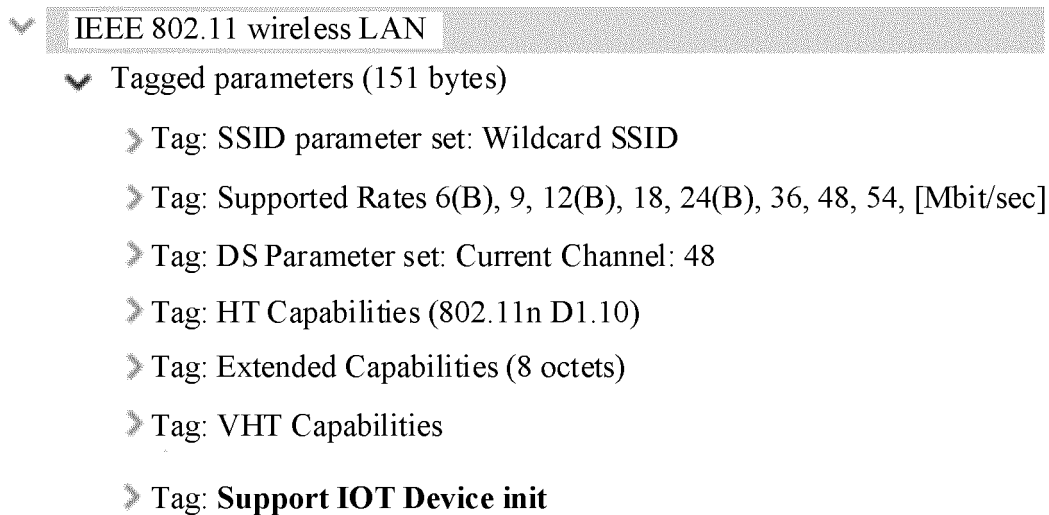 IEEE 802.11 wireless LAN
Tagged parameters (151 bytes)
Tag: SSID parameter set: Wildcard SSID
Tag: Supported Rates 6(B), 9, 12(B), 18, 24(B), 36, 48, 54, [Mbit/sec]
Tag: DS Parameter set: Current Channel: 48
Tag: HT Capabilities (802.11n D1.10)
Tag: Extended Capabilities (8 octets)
Tag: VHT Capabilities
Tag: Support IOT Device init